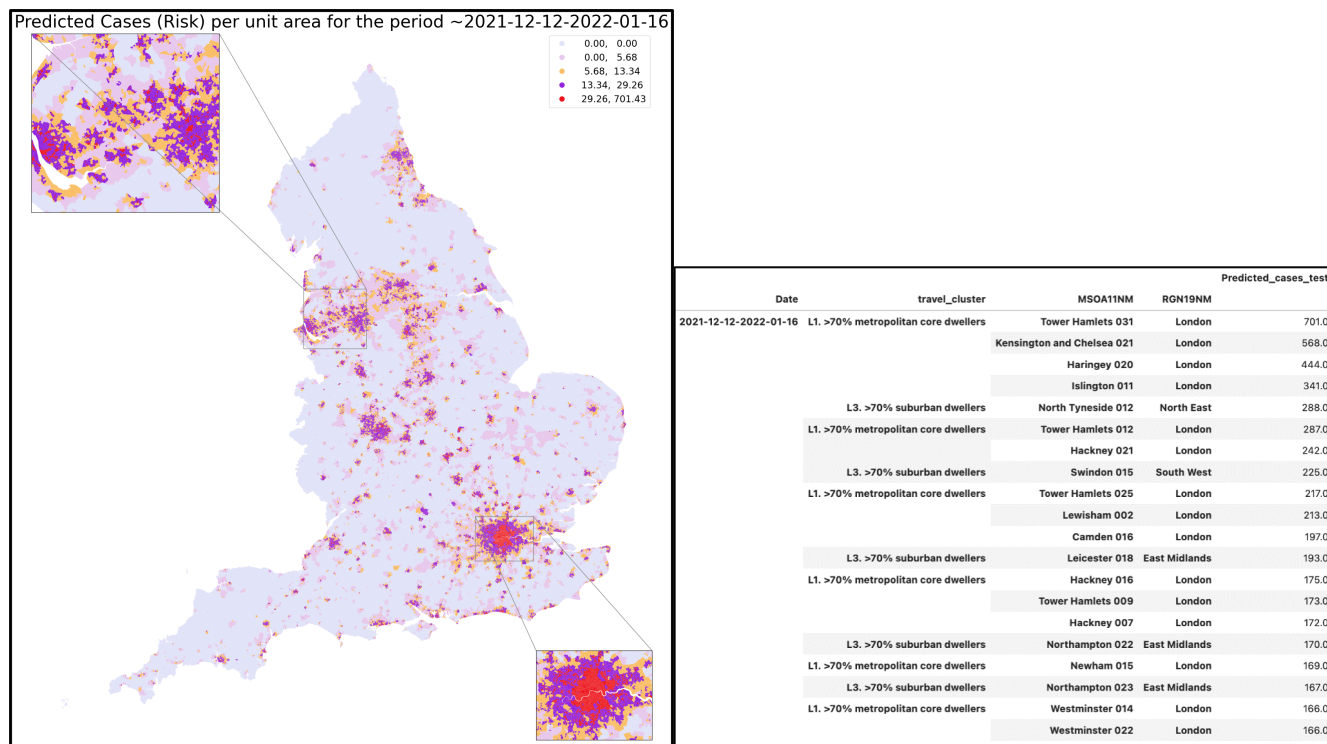 Predicted Cases (Risk) per unit area for the period ~2021-12-12-2022-01-16
0.00, 0.00
0.00, 5.68
5.68, 13.34
13.34, 29.26
29.26, 701.43
Predicted_cases_test
Date travel_cluster MSOA11NM RGN19NM
2021-12-12-2022-01-16 L1. >70% metropolitan core dwellers Tower Hamlets 031 London 701.0
Kensington and Chelsea 021 London 568.0
Haringey 020 London 444.0
Islington 011 London 341.0
L3. >70% suburban dwellers North Tyneside 012 North East 288.0
L1. >70% metropolitan core dwellers Tower Hamlets 012 London 287.0
Hackney 021 London 242.0
L3. >70% suburban dwellers Swindon 015 South West 225.0
L1. >70% metropolitan core dwellers Tower Hamlets 025 London 217.0
Lewisham 002 London 213.0
Camden 016 London 197.0
L3. >70% suburban dwellers Leicester 018 East Midlands 193.0
L1. >70% metropolitan core dwellers Hackney 016 London 175.0
Tower Hamlets 009 London 173.0
Hackney 007 London 172.0
L3. >70% suburban dwellers Northampton 022 East Midlands 170.0
L1. >70% metropolitan core dwellers Newham 015 London 169.0
L3. >70% suburban dwellers Northampton 023 East Midlands 167.0
L1. >70% metropolitan core dwellers Westminster 014 London 166.0
Westminster 022 London 166.0